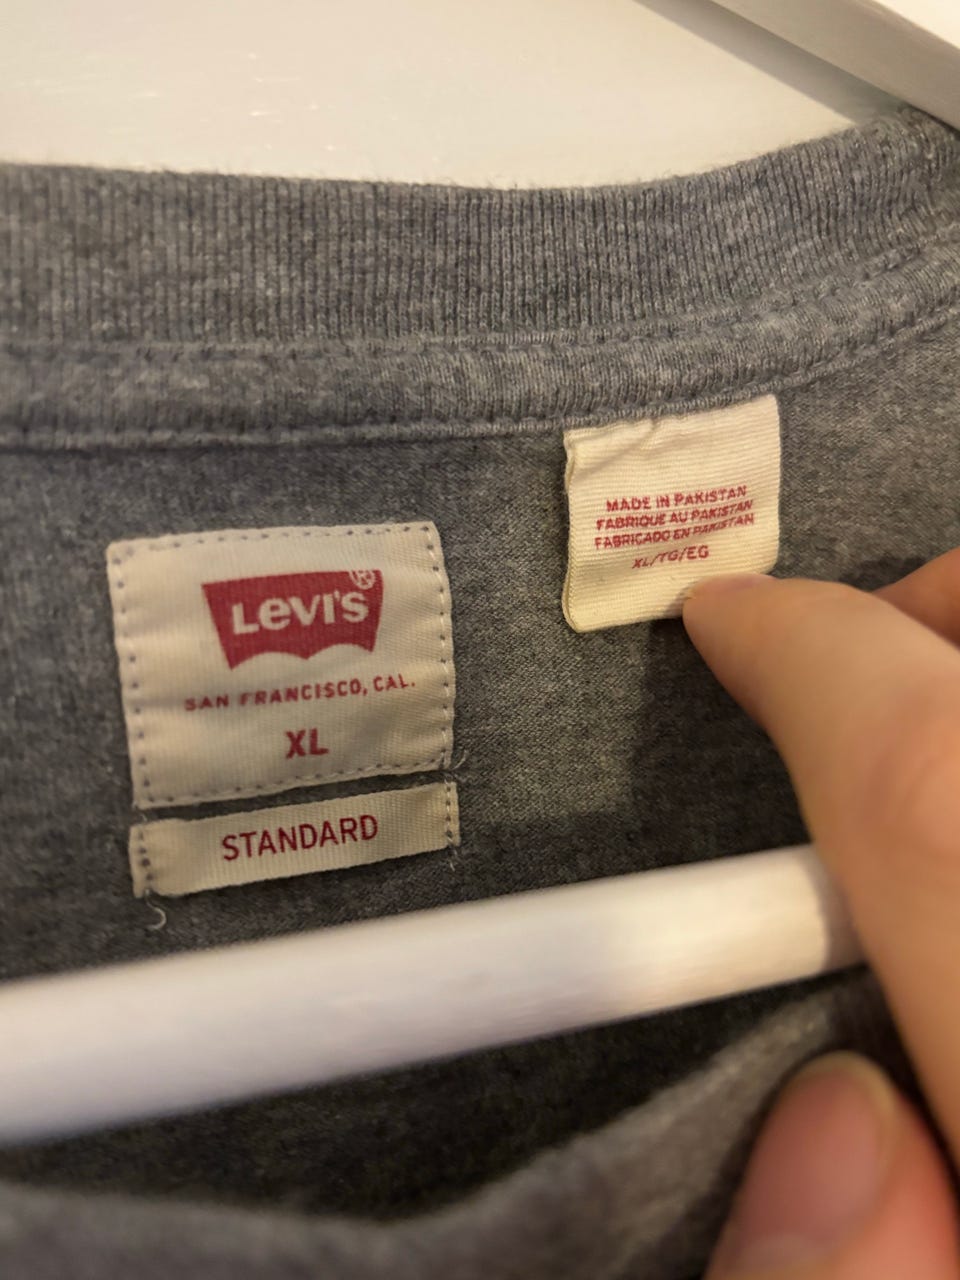 LEVI'S®
SAN FRANCISCO, CAL.
XL
STANDARD
MADE IN PAKISTAN
FABRIQUE AU PAKISTAN
FABRICADO EN PAKISTAN
XL/TG/EG